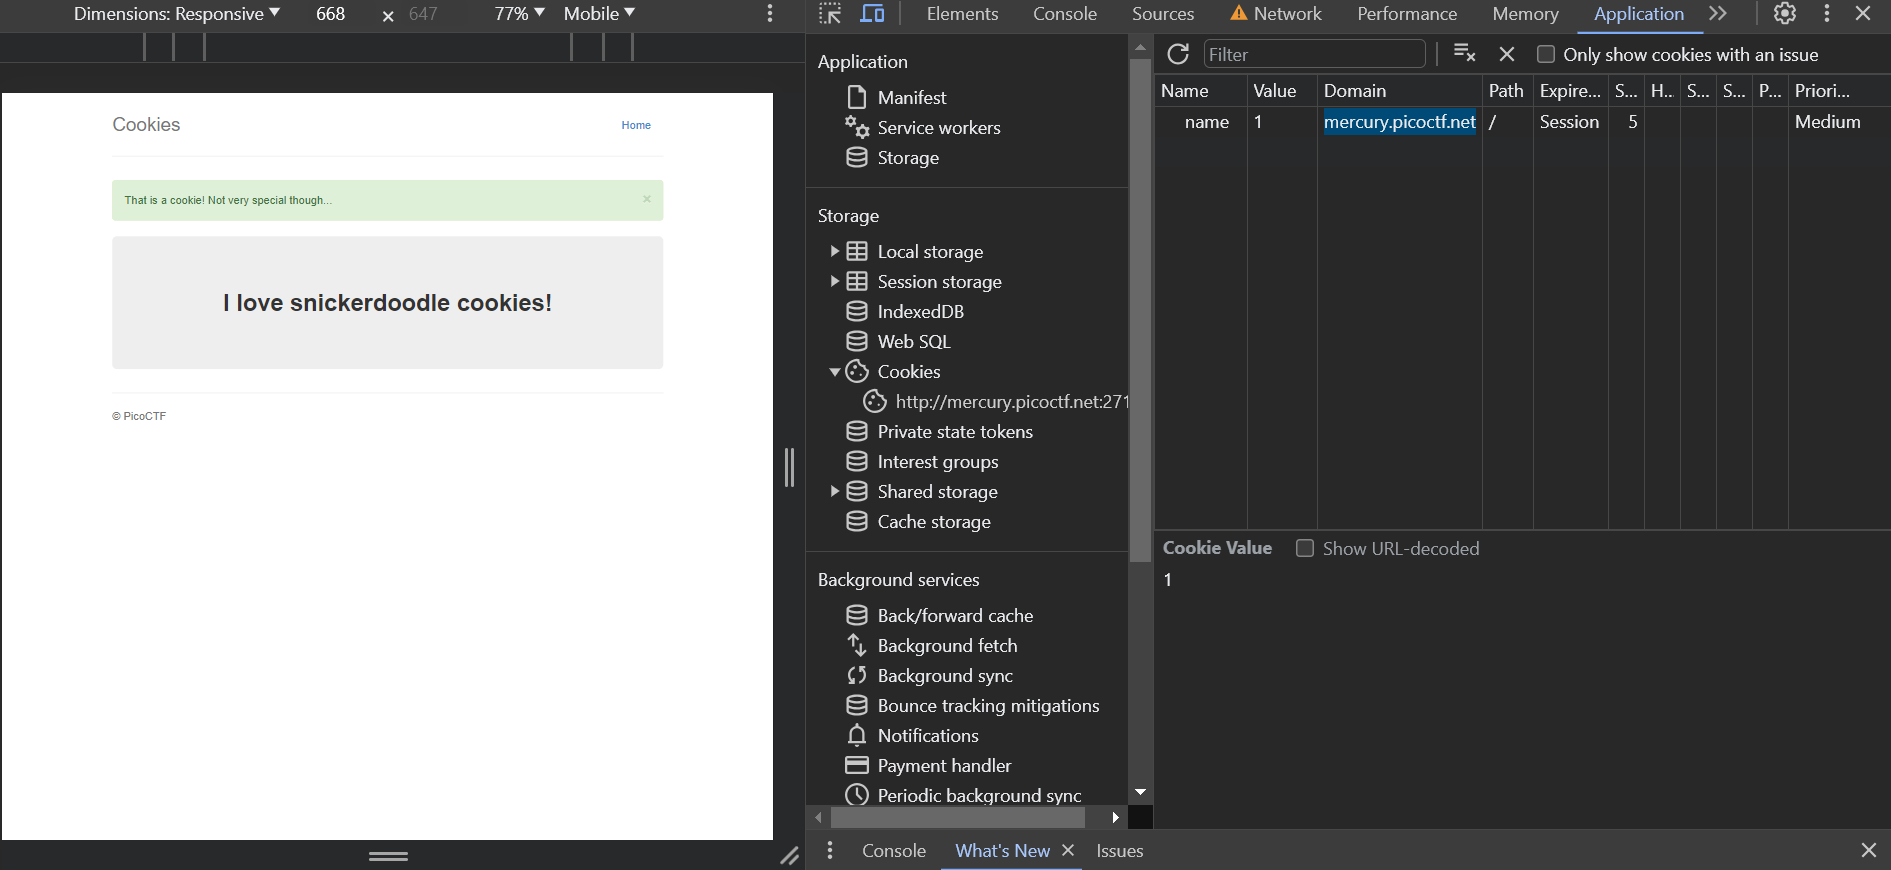 Dimensions: Responsive ▼ 668 × 647 77% ▼ Mobile ▼
Elements Console Sources Network Performance Memory Application
Cookies Home
That is a cookie! Not very special though... ×
I love snickerdoodle cookies!
© PicoCTF
Application
Manifest
Service workers
Storage
Storage
Local storage
Session storage
IndexedDB
Web SQL
Cookies
http://mercury.picoctf.net:271
Private state tokens
Interest groups
Shared storage
Cache storage
Background services
Back/forward cache
Background fetch
Background sync
Bounce tracking mitigations
Notifications
Payment handler
Periodic background sync
Filter Only show cookies with an issue
Name Value Domain Path Expire... S... H.. S... S... P... Priori...
name 1 mercury.picoctf.net / Session 5 Medium
Cookie Value Show URL-decoded
1
Console What's New Issues